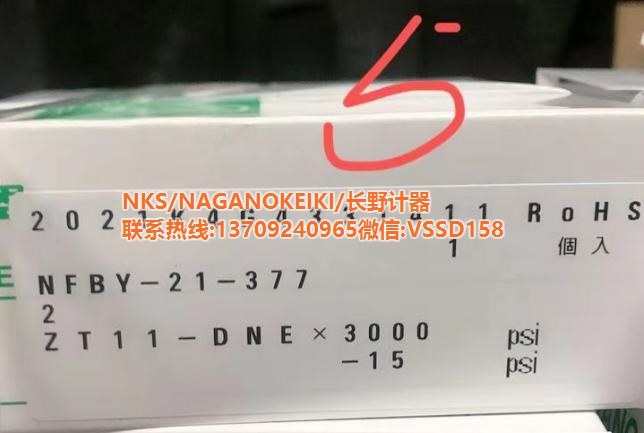 5
NKS/NAGANOKEIKI/长野计器
联系热线:13709240965微信:VSSD158
RoHS
1 個入
NFBY-21-377
2
ZT11-DNE×3000 psi
-15 psi